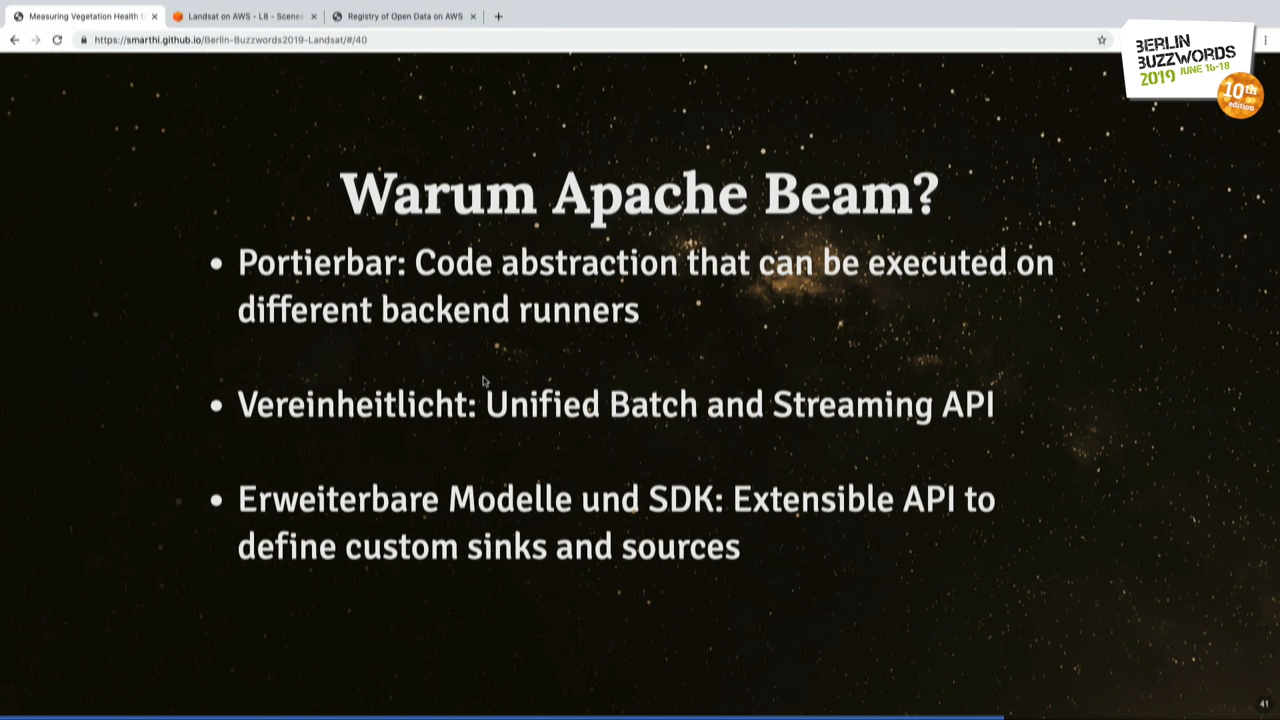 Measuring Vegetation Health t
Landsat on AWS - L8 - Scenes
Registry of Open Data on AWS
https://smarthi.github.io/Berlin-Buzzwords2019-Landsat/#/40
BERLIN
BUZZWORDS
2019 JUNE 16-18
10th
edition
Warum Apache Beam?
• Portierbar: Code abstraction that can be executed on
different backend runners
• Vereinheitlicht: Unified Batch and Streaming API
• Erweiterbare Modelle und SDK: Extensible API to
define custom sinks and sources
41